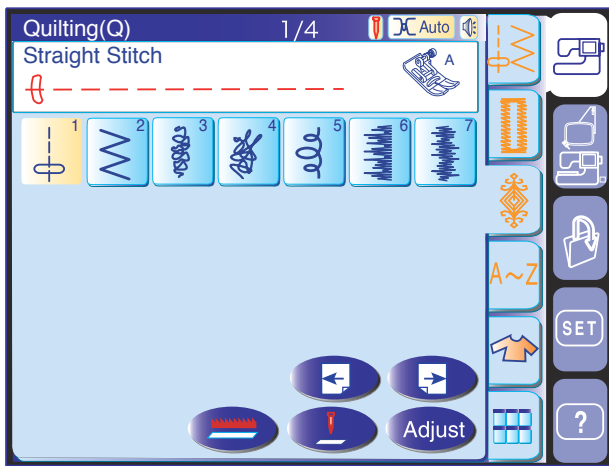 Quilting(Q) 1/4 Auto
Straight Stitch A
1 2 3 4 5 6 7
A~Z
SET
Adjust ?